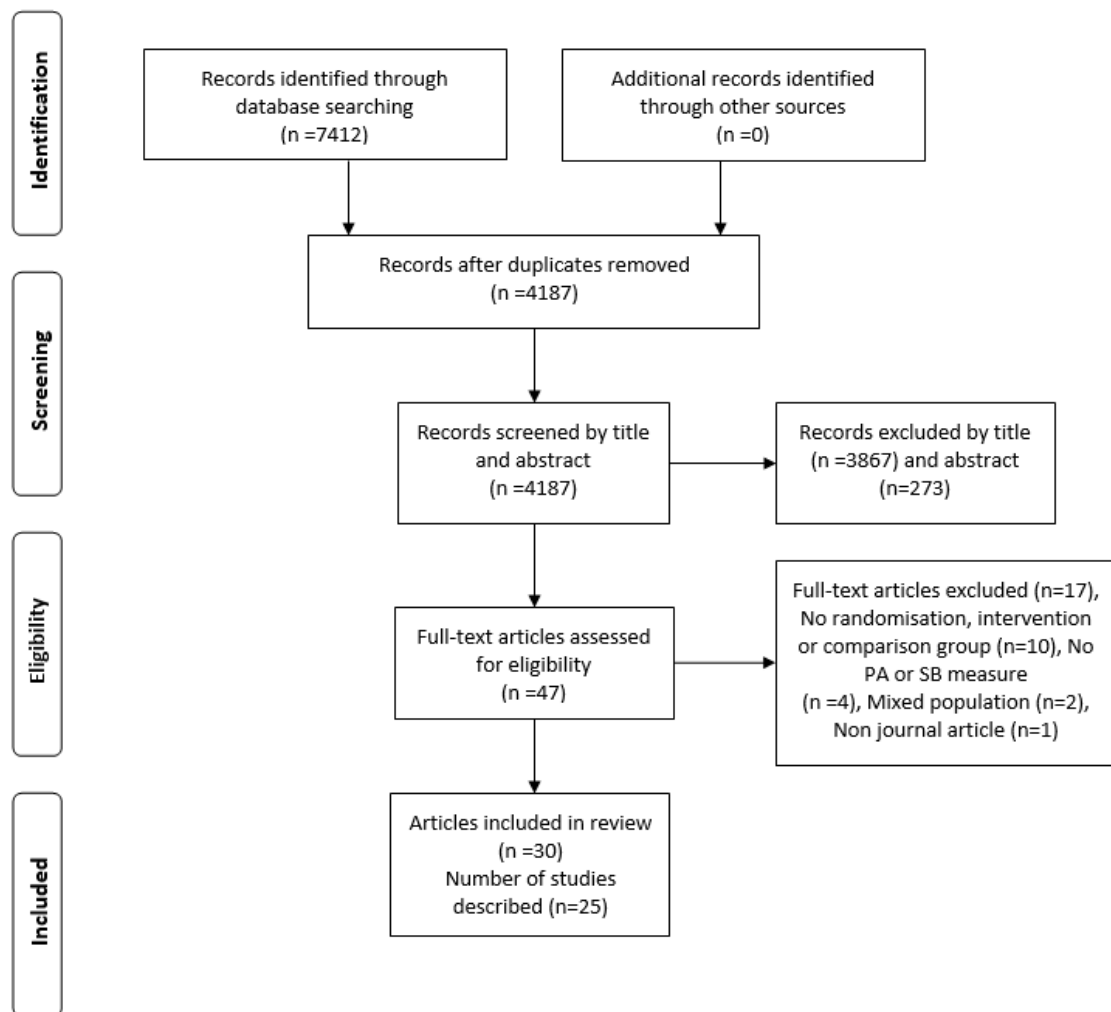 Identification
Records identified through
database searching
(n =7412)
Additional records identified
through other sources
(n =0)
Records after duplicates removed
(n =4187)
Screening
Records screened by title
and abstract
(n =4187)
Records excluded by title
(n =3867) and abstract
(n=273)
Eligibility
Full-text articles assessed
for eligibility
(n =47)
Full-text articles excluded (n=17),
No randomisation, intervention
or comparison group (n=10), No
PA or SB measure
(n =4), Mixed population (n=2),
Non journal article (n=1)
Included
Articles included in review
(n =30)
Number of studies
described (n=25)